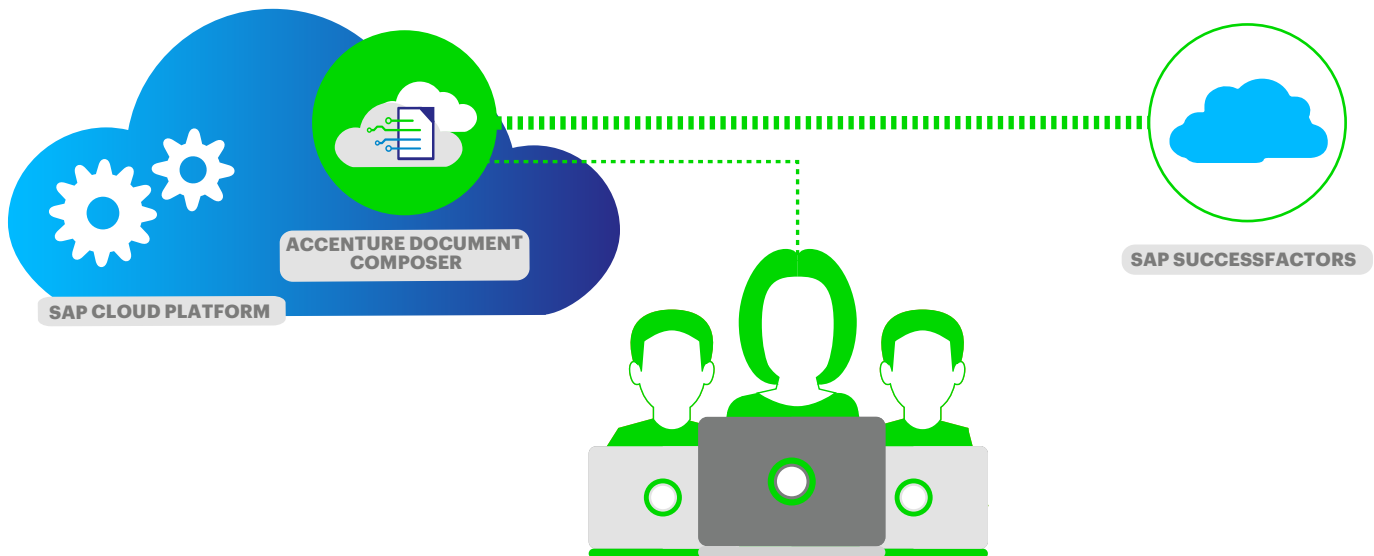 ACCENTURE DOCUMENT
COMPOSER
SAP SUCCESSFACTORS
SAP CLOUD PLATFORM